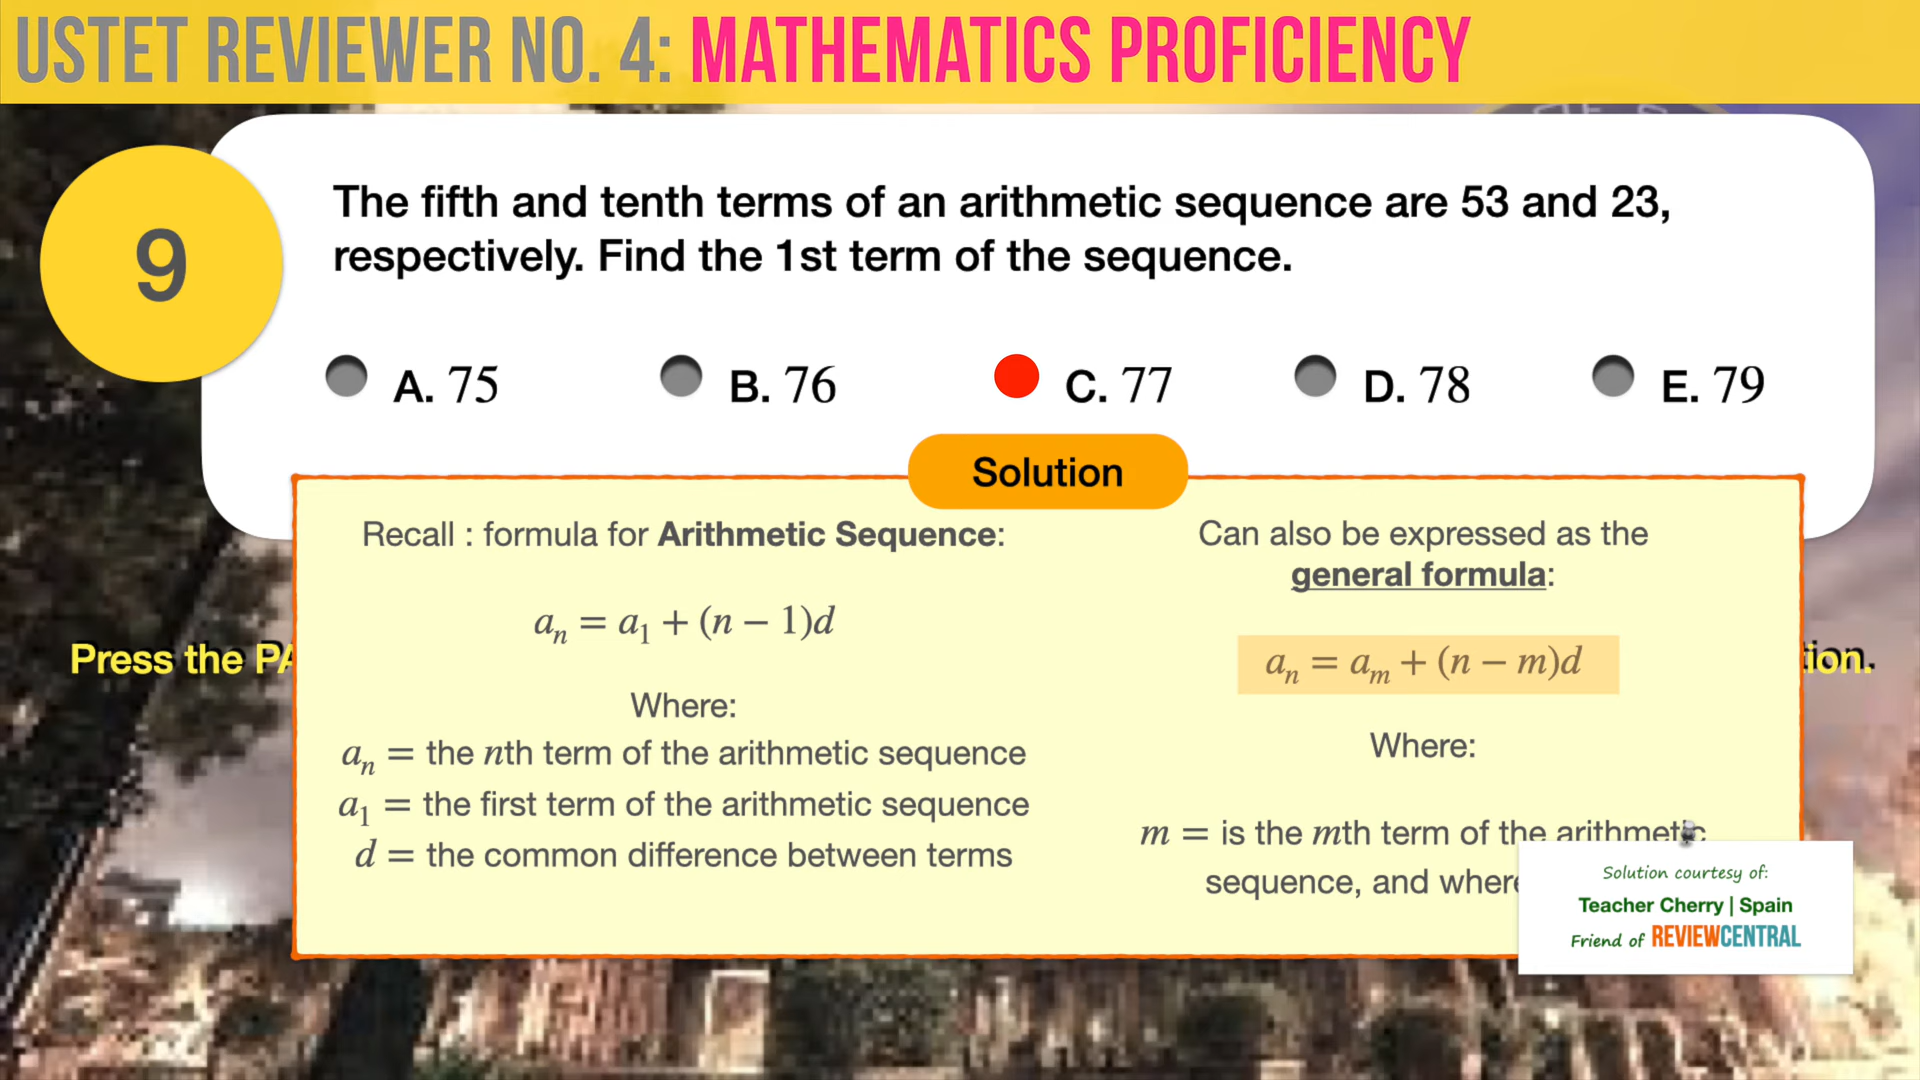 USTET REVIEWER NO. 4: MATHEMATICS PROFICIENCY
9
The fifth and tenth terms of an arithmetic sequence are 53 and 23,
respectively. Find the 1st term of the sequence.
A. 75
B. 76
C. 77
D. 78
E. 79
Solution
Recall : formula for Arithmetic Sequence:
aₙ = a₁ + (n − 1)d
Where:
aₙ = the nth term of the arithmetic sequence
a₁ = the first term of the arithmetic sequence
d = the common difference between terms
Can also be expressed as the
general formula:
aₙ = aₘ + (n − m)d
Where:
m = is the mth term of the arithmetic
sequence, and where
Press the
Solution courtesy of:
Teacher Cherry | Spain
Friend of REVIEWCENTRAL